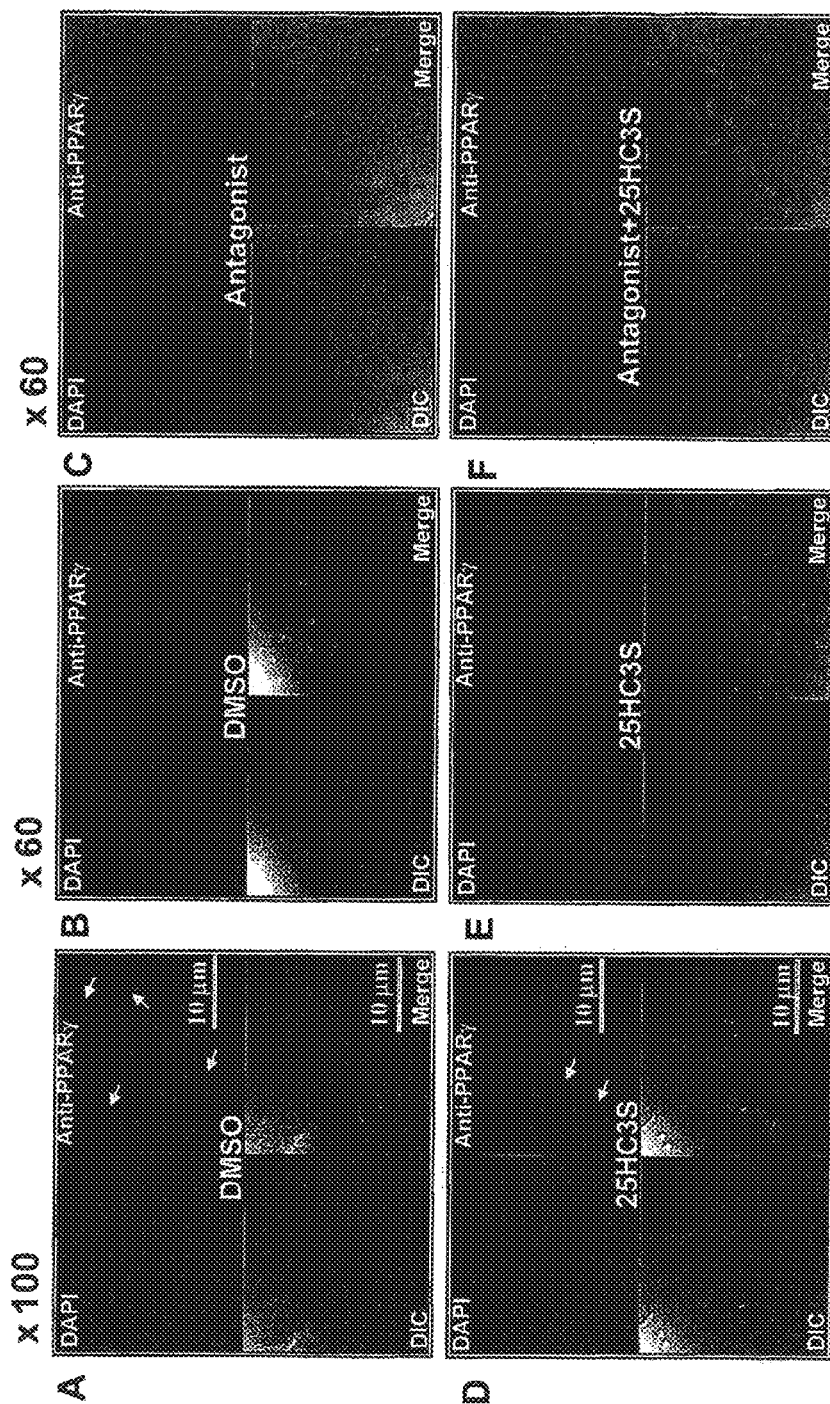 x 100
x 60
x 60
A
DAPI
Anti-PPARγ
10 µm
DMSO
10 µm
DIC
Merge
B
DAPI
Anti-PPARγ
DMSO
DIC
Merge
C
DAPI
Anti-PPARγ
Antagonist
DIC
Merge
D
DAPI
Anti-PPARγ
10 µm
25HC3S
10 µm
DIC
Merge
E
DAPI
Anti-PPARγ
25HC3S
DIC
Merge
F
DAPI
Anti-PPARγ
Antagonist+25HC3S
DIC
Merge